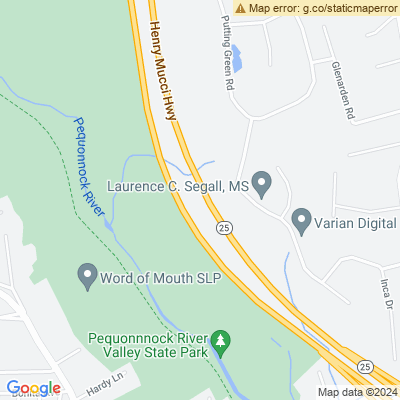 Map error: g.co/staticmaperror
Henry Mucci Hwy
Putting Green Rd
Glenarden Rd
Pequonnock River
Laurence C. Segall, MS
25
Varian Digital
Word of Mouth SLP
Inca Dr
Pequonnnock River
Valley State Park
25
Hardy Ln
Google
Map data ©2024